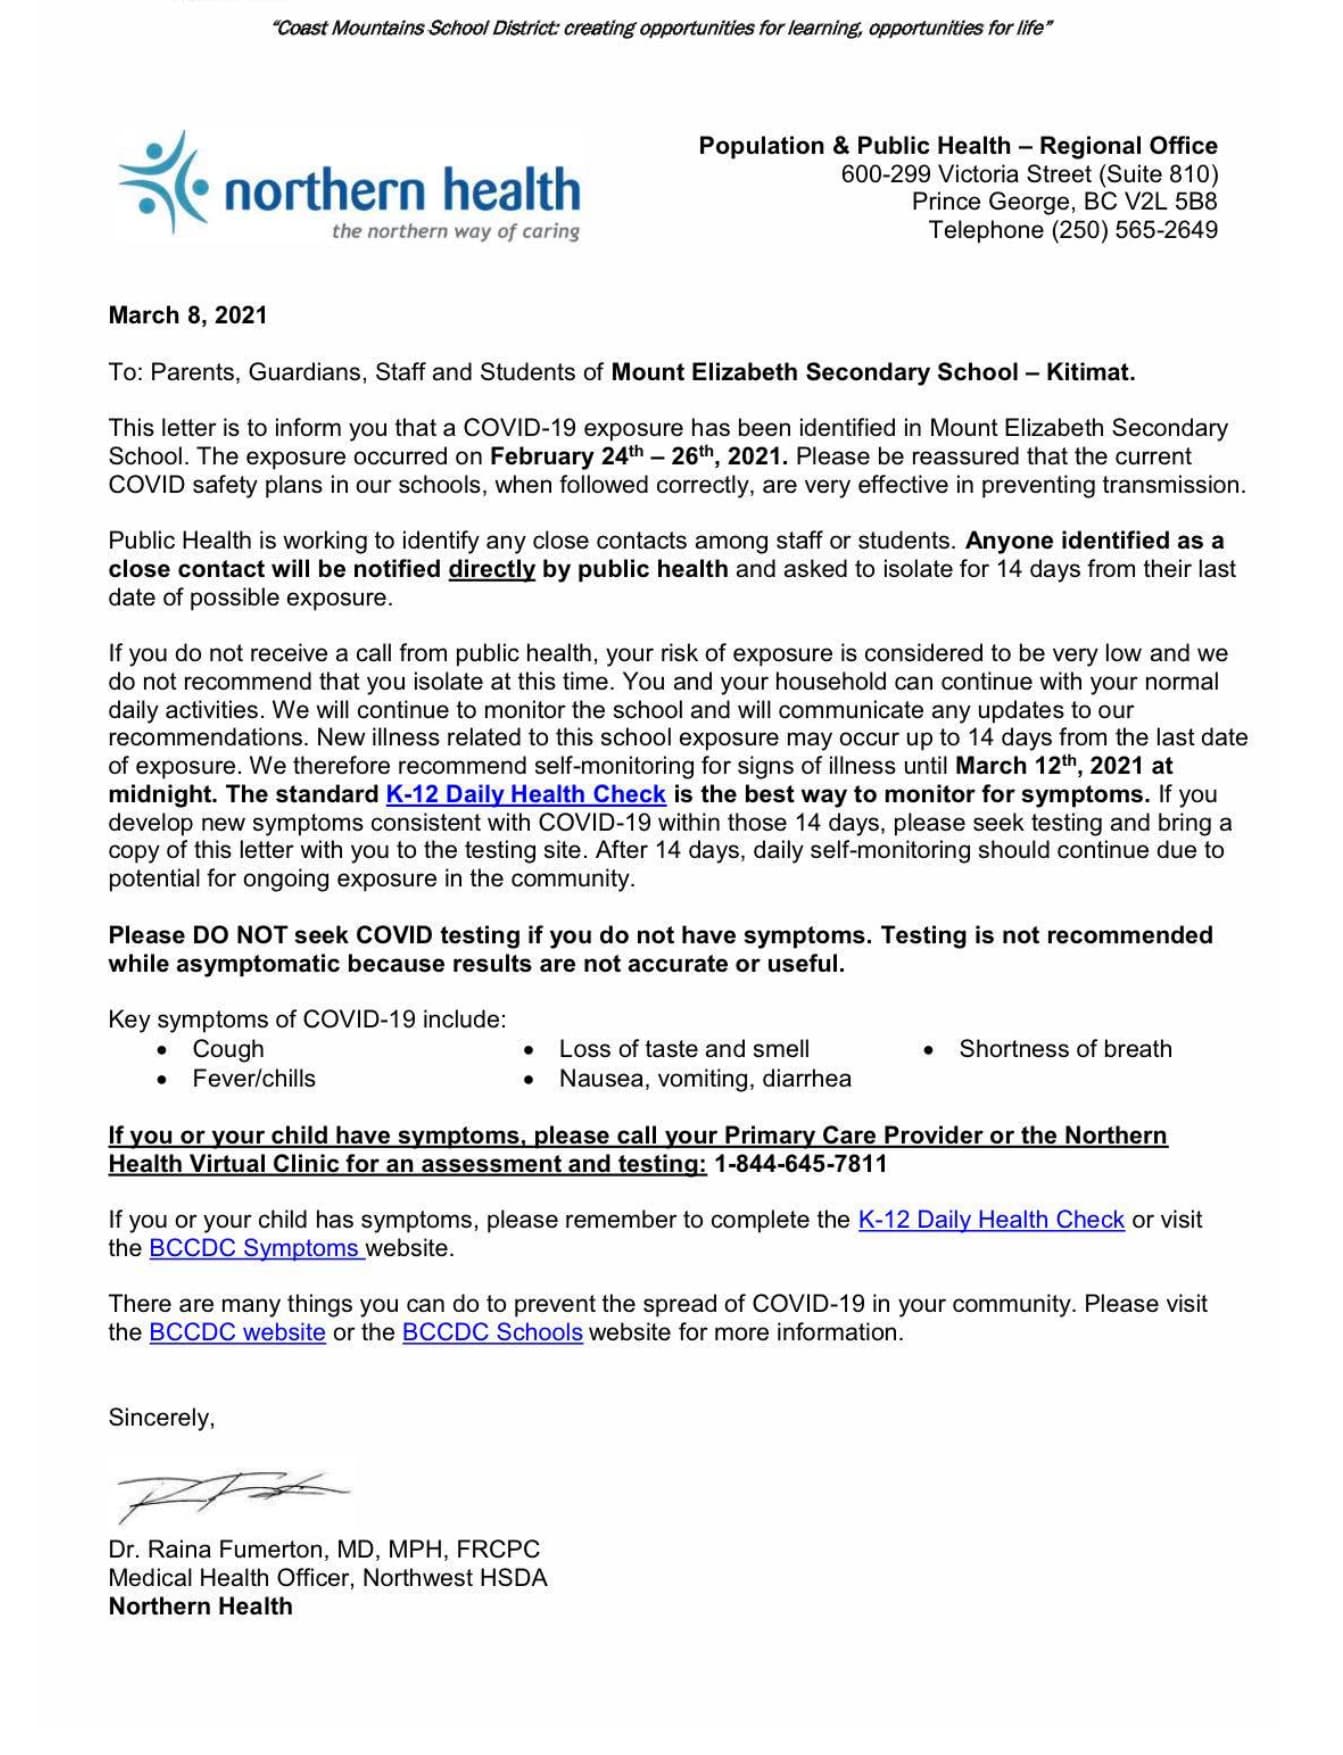 "Coast Mountains School District: creating opportunities for learning, opportunities for life"
northern health
the northern way of caring
Population & Public Health – Regional Office
600-299 Victoria Street (Suite 810)
Prince George, BC V2L 5B8
Telephone (250) 565-2649
March 8, 2021
To: Parents, Guardians, Staff and Students of Mount Elizabeth Secondary School – Kitimat.
This letter is to inform you that a COVID-19 exposure has been identified in Mount Elizabeth Secondary
School. The exposure occurred on February 24th – 26th, 2021. Please be reassured that the current
COVID safety plans in our schools, when followed correctly, are very effective in preventing transmission.
Public Health is working to identify any close contacts among staff or students. Anyone identified as a
close contact will be notified directly by public health and asked to isolate for 14 days from their last
date of possible exposure.
If you do not receive a call from public health, your risk of exposure is considered to be very low and we
do not recommend that you isolate at this time. You and your household can continue with your normal
daily activities. We will continue to monitor the school and will communicate any updates to our
recommendations. New illness related to this school exposure may occur up to 14 days from the last date
of exposure. We therefore recommend self-monitoring for signs of illness until March 12th, 2021 at
midnight. The standard K-12 Daily Health Check is the best way to monitor for symptoms. If you
develop new symptoms consistent with COVID-19 within those 14 days, please seek testing and bring a
copy of this letter with you to the testing site. After 14 days, daily self-monitoring should continue due to
potential for ongoing exposure in the community.
Please DO NOT seek COVID testing if you do not have symptoms. Testing is not recommended
while asymptomatic because results are not accurate or useful.
Key symptoms of COVID-19 include:
• Cough • Loss of taste and smell • Shortness of breath
• Fever/chills • Nausea, vomiting, diarrhea
If you or your child have symptoms, please call your Primary Care Provider or the Northern
Health Virtual Clinic for an assessment and testing: 1-844-645-7811
If you or your child has symptoms, please remember to complete the K-12 Daily Health Check or visit
the BCCDC Symptoms website.
There are many things you can do to prevent the spread of COVID-19 in your community. Please visit
the BCCDC website or the BCCDC Schools website for more information.
Sincerely,
Dr. Raina Fumerton, MD, MPH, FRCPC
Medical Health Officer, Northwest HSDA
Northern Health